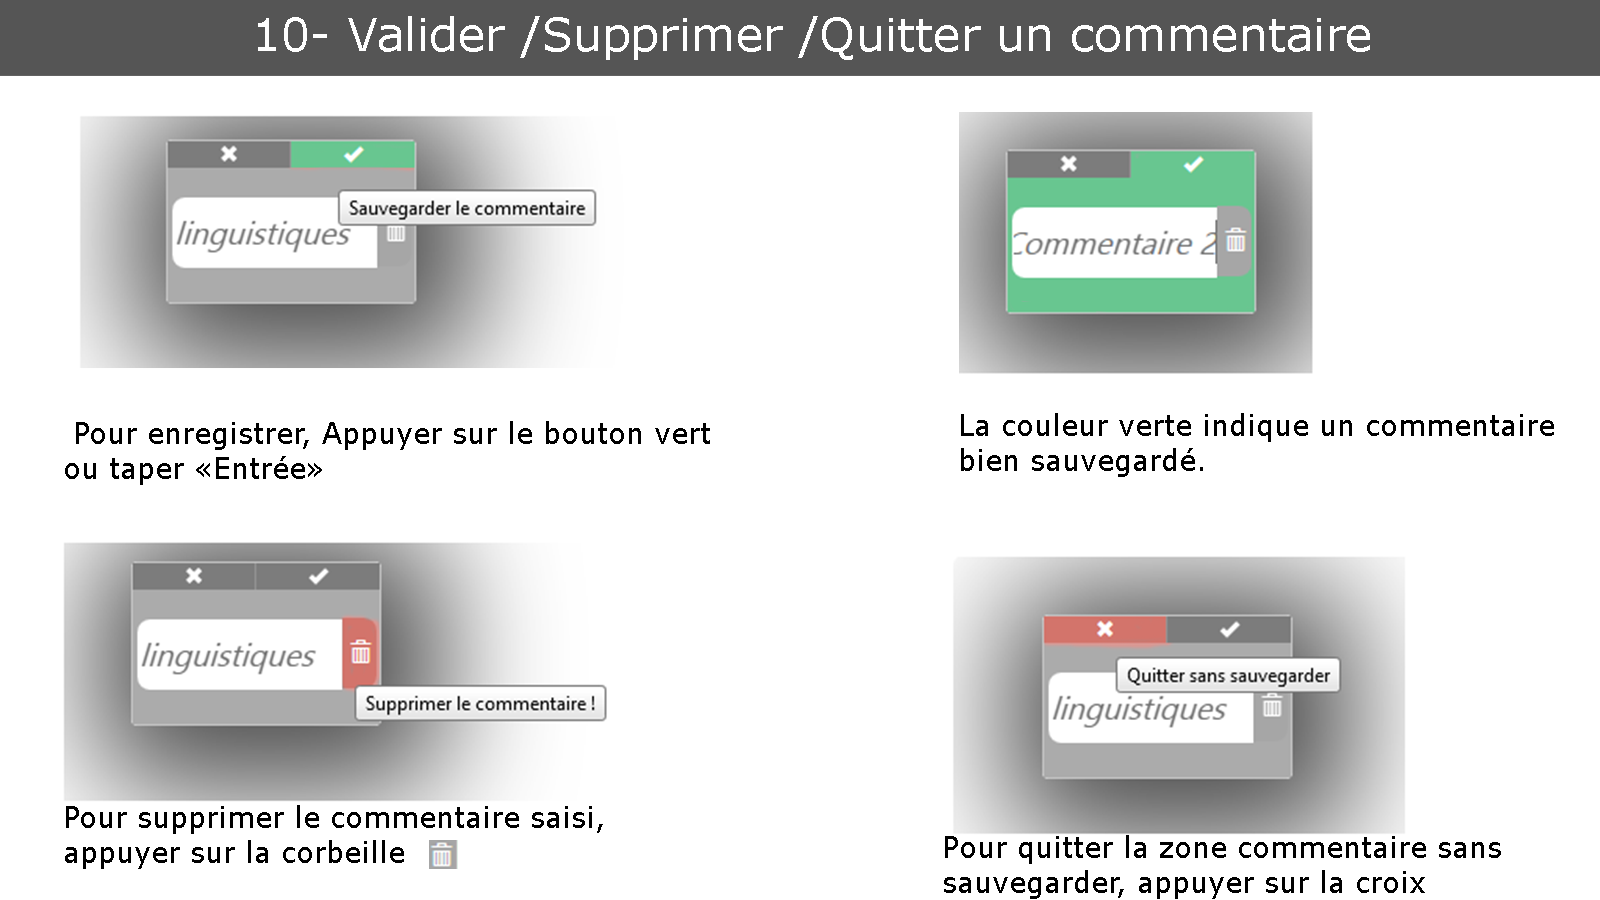 10- Valider /Supprimer /Quitter un commentaire
Sauvegarder le commentaire
linguistiques
Commentaire 2
Pour enregistrer, Appuyer sur le bouton vert
ou taper «Entrée»
La couleur verte indique un commentaire
bien sauvegardé.
linguistiques
Supprimer le commentaire !
Quitter sans sauvegarder
linguistiques
Pour supprimer le commentaire saisi,
appuyer sur la corbeille
Pour quitter la zone commentaire sans
sauvegarder, appuyer sur la croix